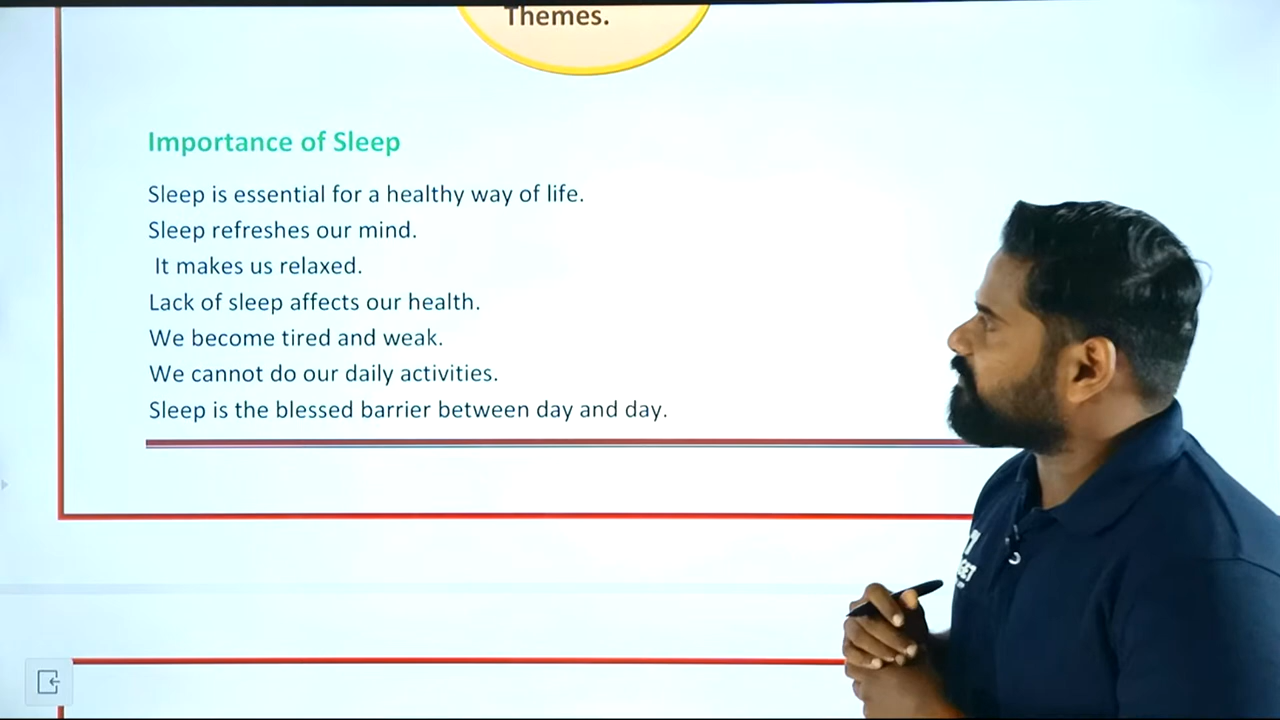 Themes.
Importance of Sleep
Sleep is essential for a healthy way of life.
Sleep refreshes our mind.
It makes us relaxed.
Lack of sleep affects our health.
We become tired and weak.
We cannot do our daily activities.
Sleep is the blessed barrier between day and day.